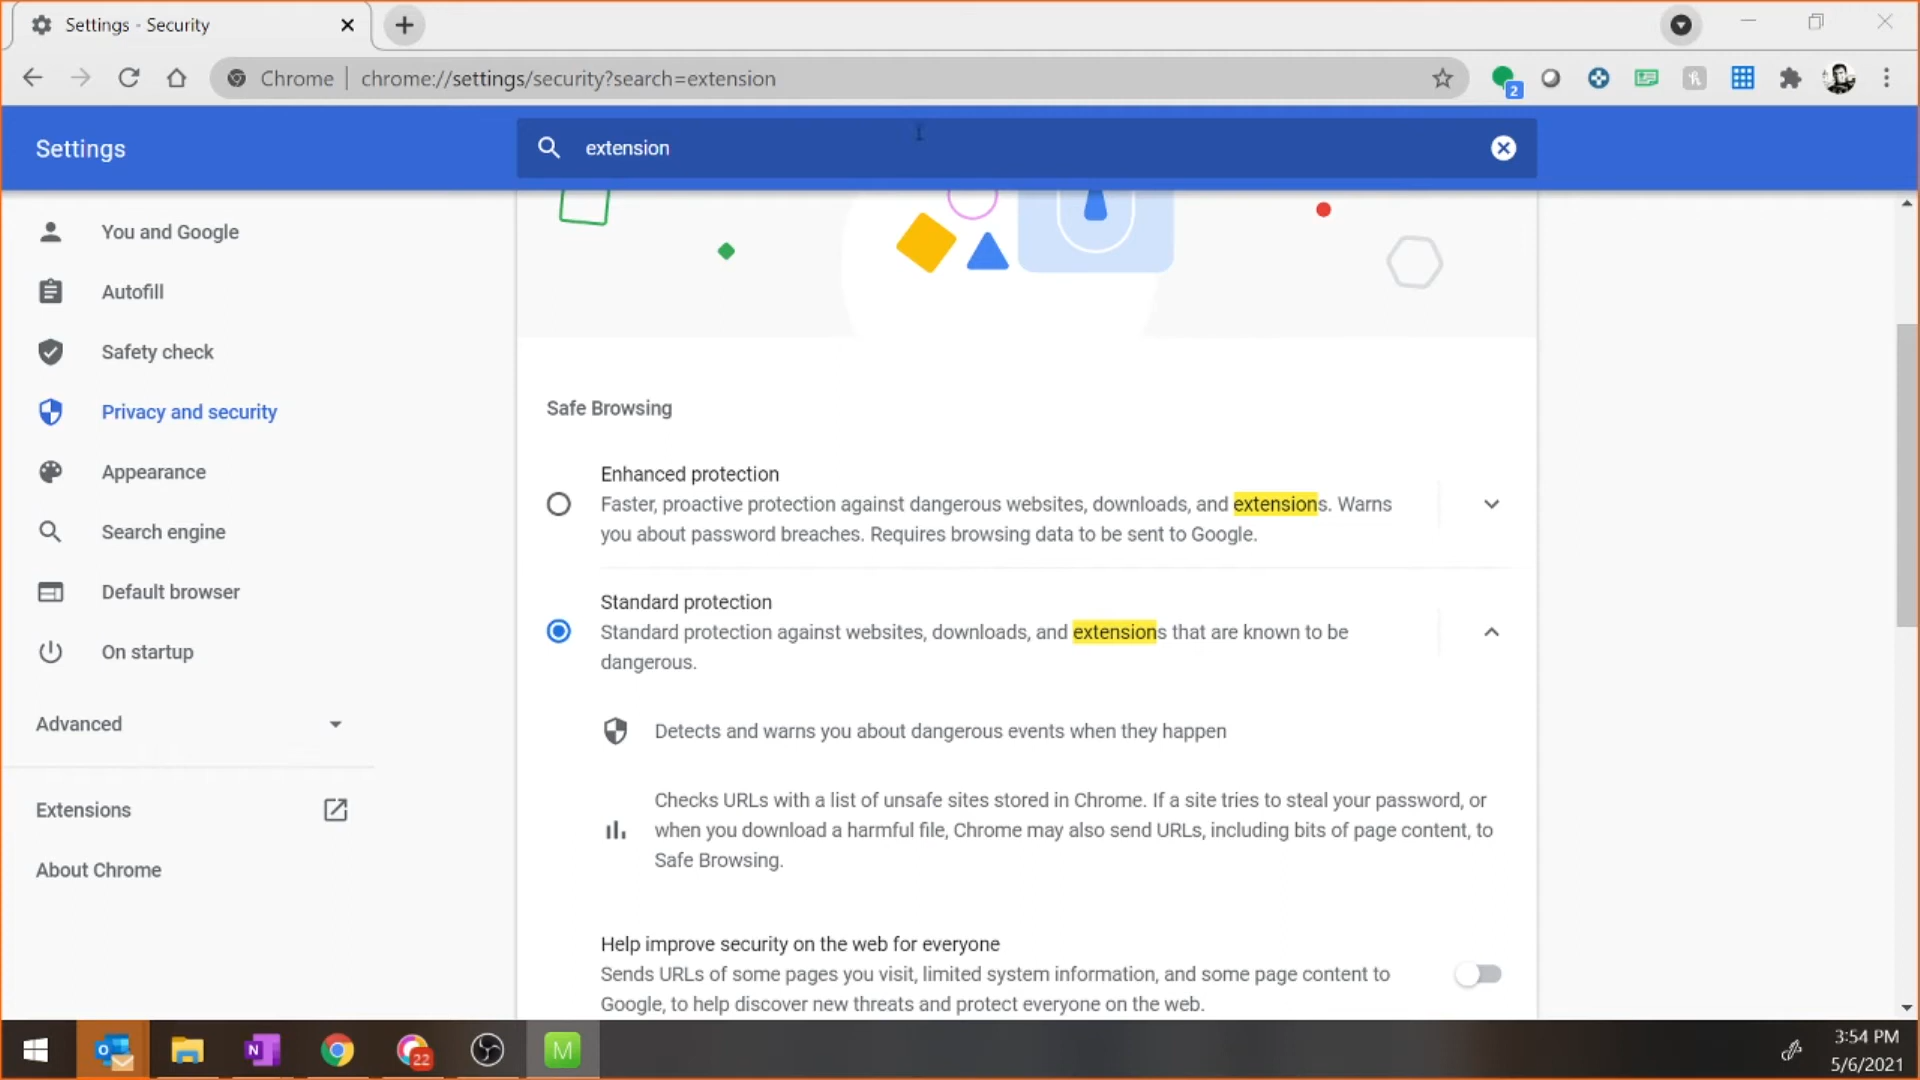 Settings - Security
Chrome | chrome://settings/security?search=extension
2
Settings
extension
You and Google
Autofill
Safety check
Privacy and security
Appearance
Search engine
Default browser
On startup
Advanced
Extensions
About Chrome
Safe Browsing
Enhanced protection
Faster, proactive protection against dangerous websites, downloads, and extensions. Warns
you about password breaches. Requires browsing data to be sent to Google.
Standard protection
Standard protection against websites, downloads, and extensions that are known to be
dangerous.
Detects and warns you about dangerous events when they happen
Checks URLs with a list of unsafe sites stored in Chrome. If a site tries to steal your password, or
when you download a harmful file, Chrome may also send URLs, including bits of page content, to
Safe Browsing.
Help improve security on the web for everyone
Sends URLs of some pages you visit, limited system information, and some page content to
Google, to help discover new threats and protect everyone on the web.
O
N
22
M
3:54 PM
5/6/2021